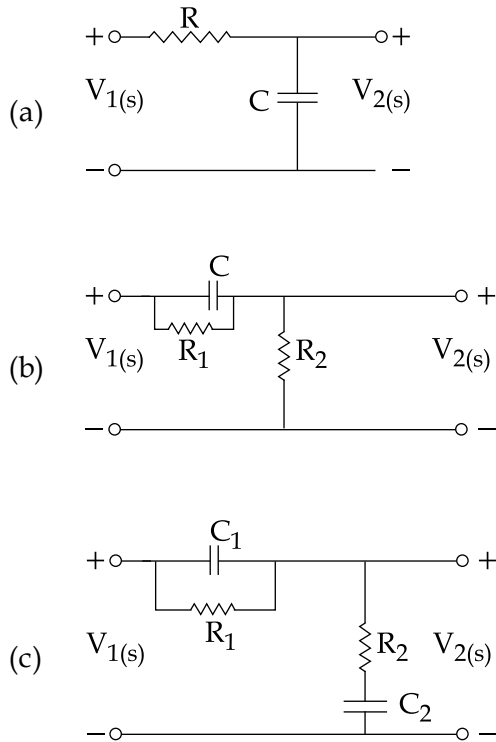 R
+ +
V1(s) C V2(s)
(a)
− −
C
+ +
V1(s) R1 R2 V2(s)
(b)
− −
C1
+ +
R1
V1(s) R2 V2(s)
(c)
C2
− −